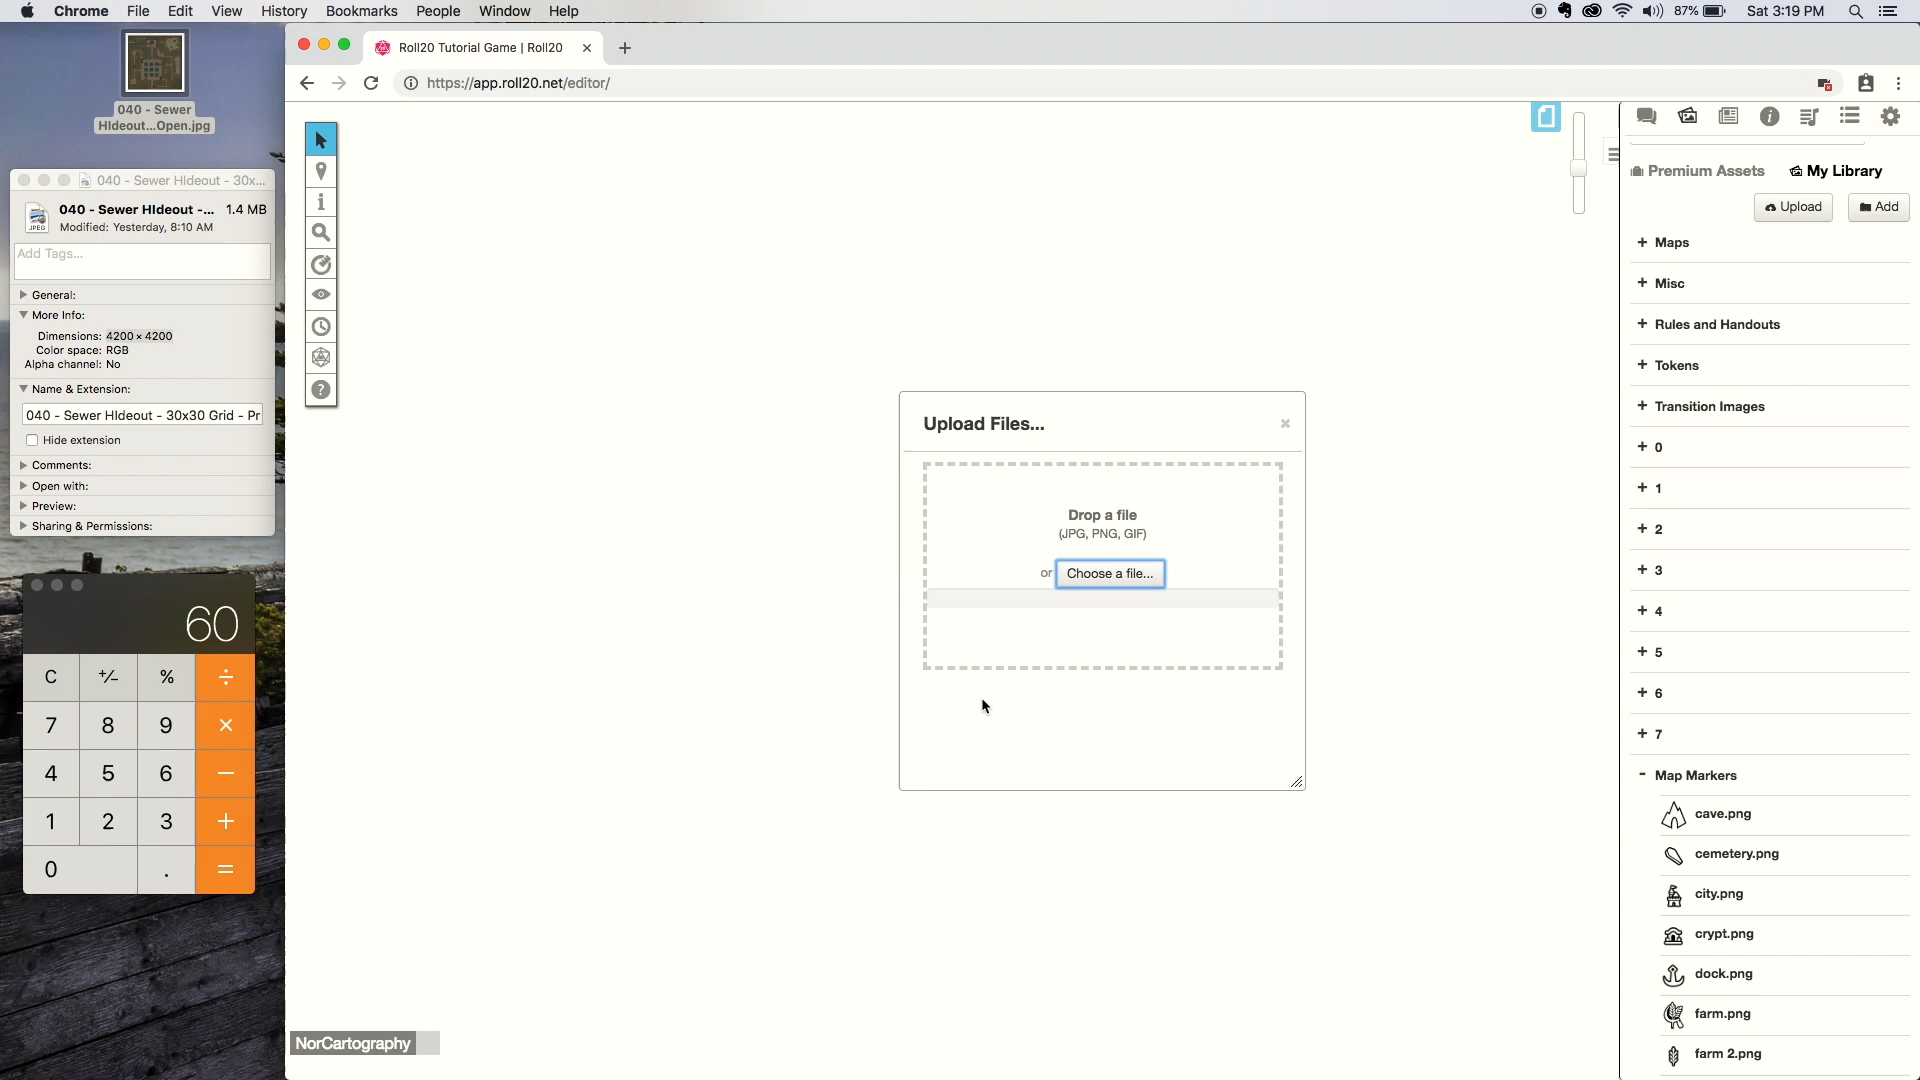 Chrome File Edit View History Bookmarks People Window Help
87% Sat 3:19 PM
040 - Sewer
HIdeout...Open.jpg
Roll20 Tutorial Game | Roll20
https://app.roll20.net/editor/
040 - Sewer HIdeout - 30x...
040 - Sewer HIdeout -... 1.4 MB
JPEG
Modified: Yesterday, 8:10 AM
Add Tags...
General:
More Info:
Dimensions: 4200 × 4200
Color space: RGB
Alpha channel: No
Name & Extension:
040 - Sewer HIdeout - 30x30 Grid - Pr
Hide extension
Comments:
Open with:
Preview:
Sharing & Permissions:
60
C +/− % ÷
7 8 9 ×
4 5 6 −
1 2 3 +
0 . =
Upload Files...
×
Drop a file
(JPG, PNG, GIF)
or Choose a file...
NorCartography
Premium Assets My Library
Upload Add
+ Maps
+ Misc
+ Rules and Handouts
+ Tokens
+ Transition Images
+ 0
+ 1
+ 2
+ 3
+ 4
+ 5
+ 6
+ 7
- Map Markers
cave.png
cemetery.png
city.png
crypt.png
dock.png
farm.png
farm 2.png